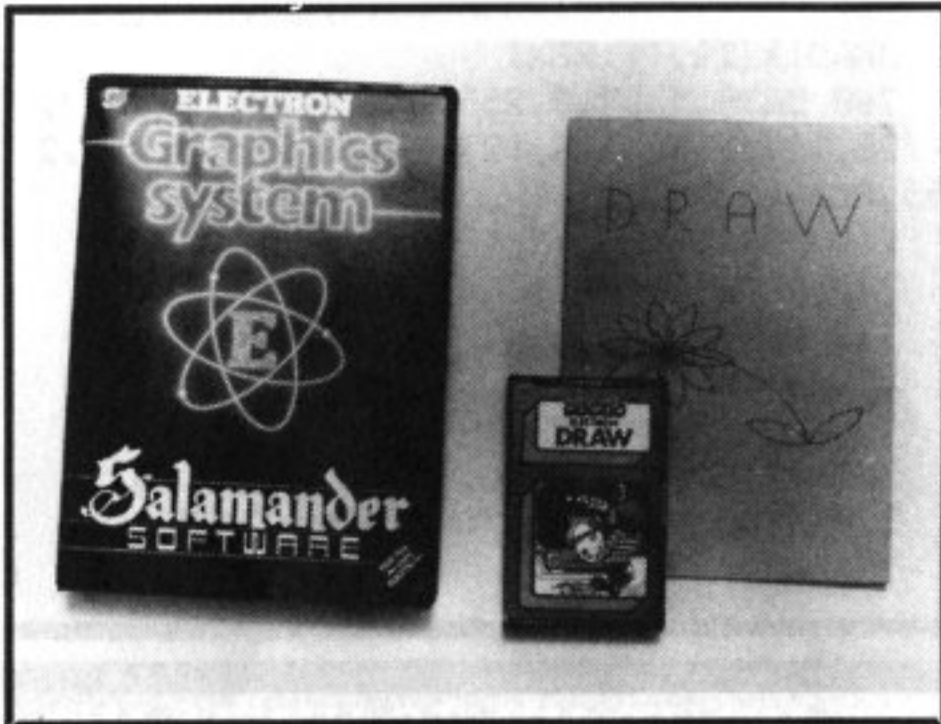 ELECTRON
Graphics
system
E
Salamander
SOFTWARE
DRAW
DRAW